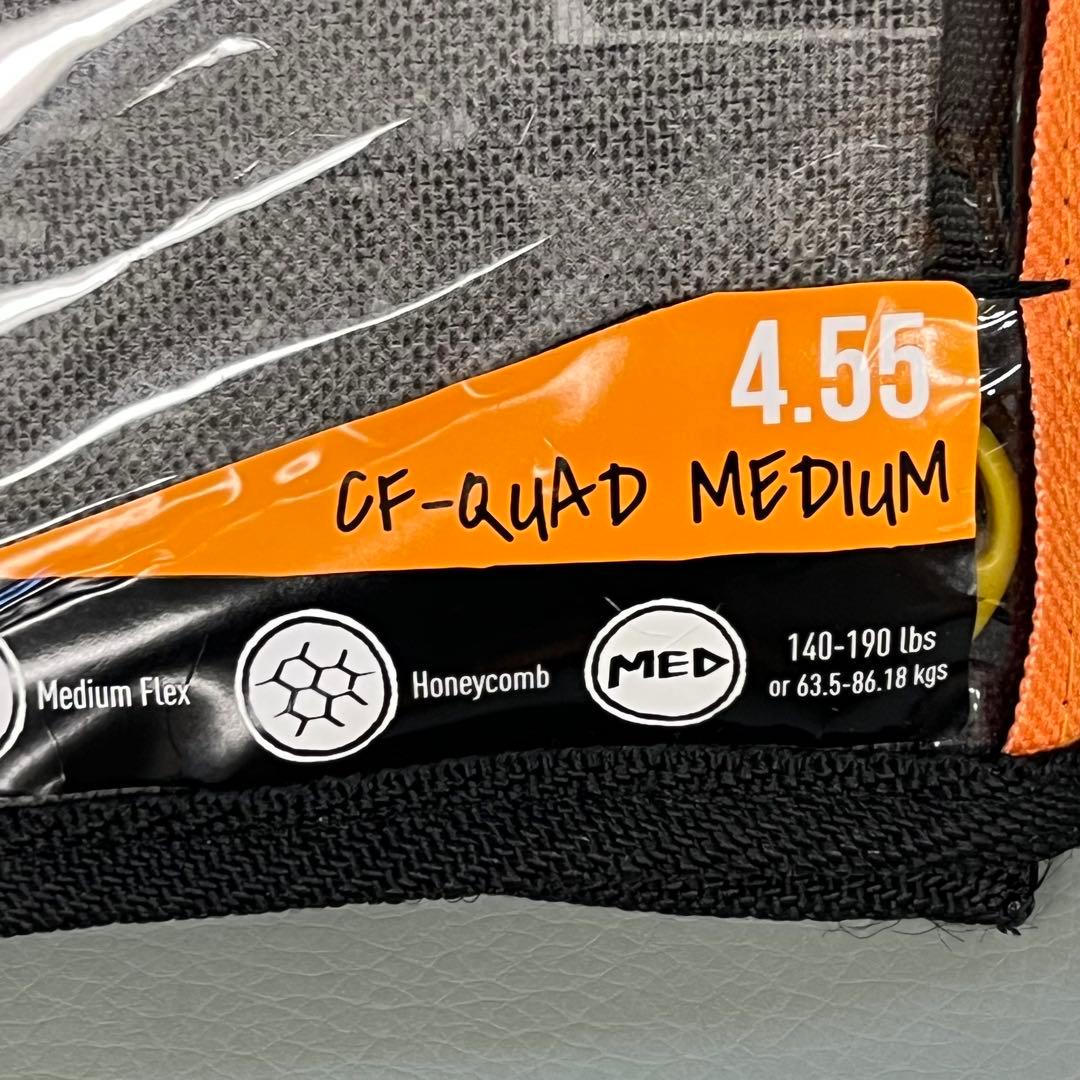 4.55
CF-QUAD MEDIUM
Medium Flex
Honeycomb
MED
140-190 lbs
or 63.5-86.18 kgs